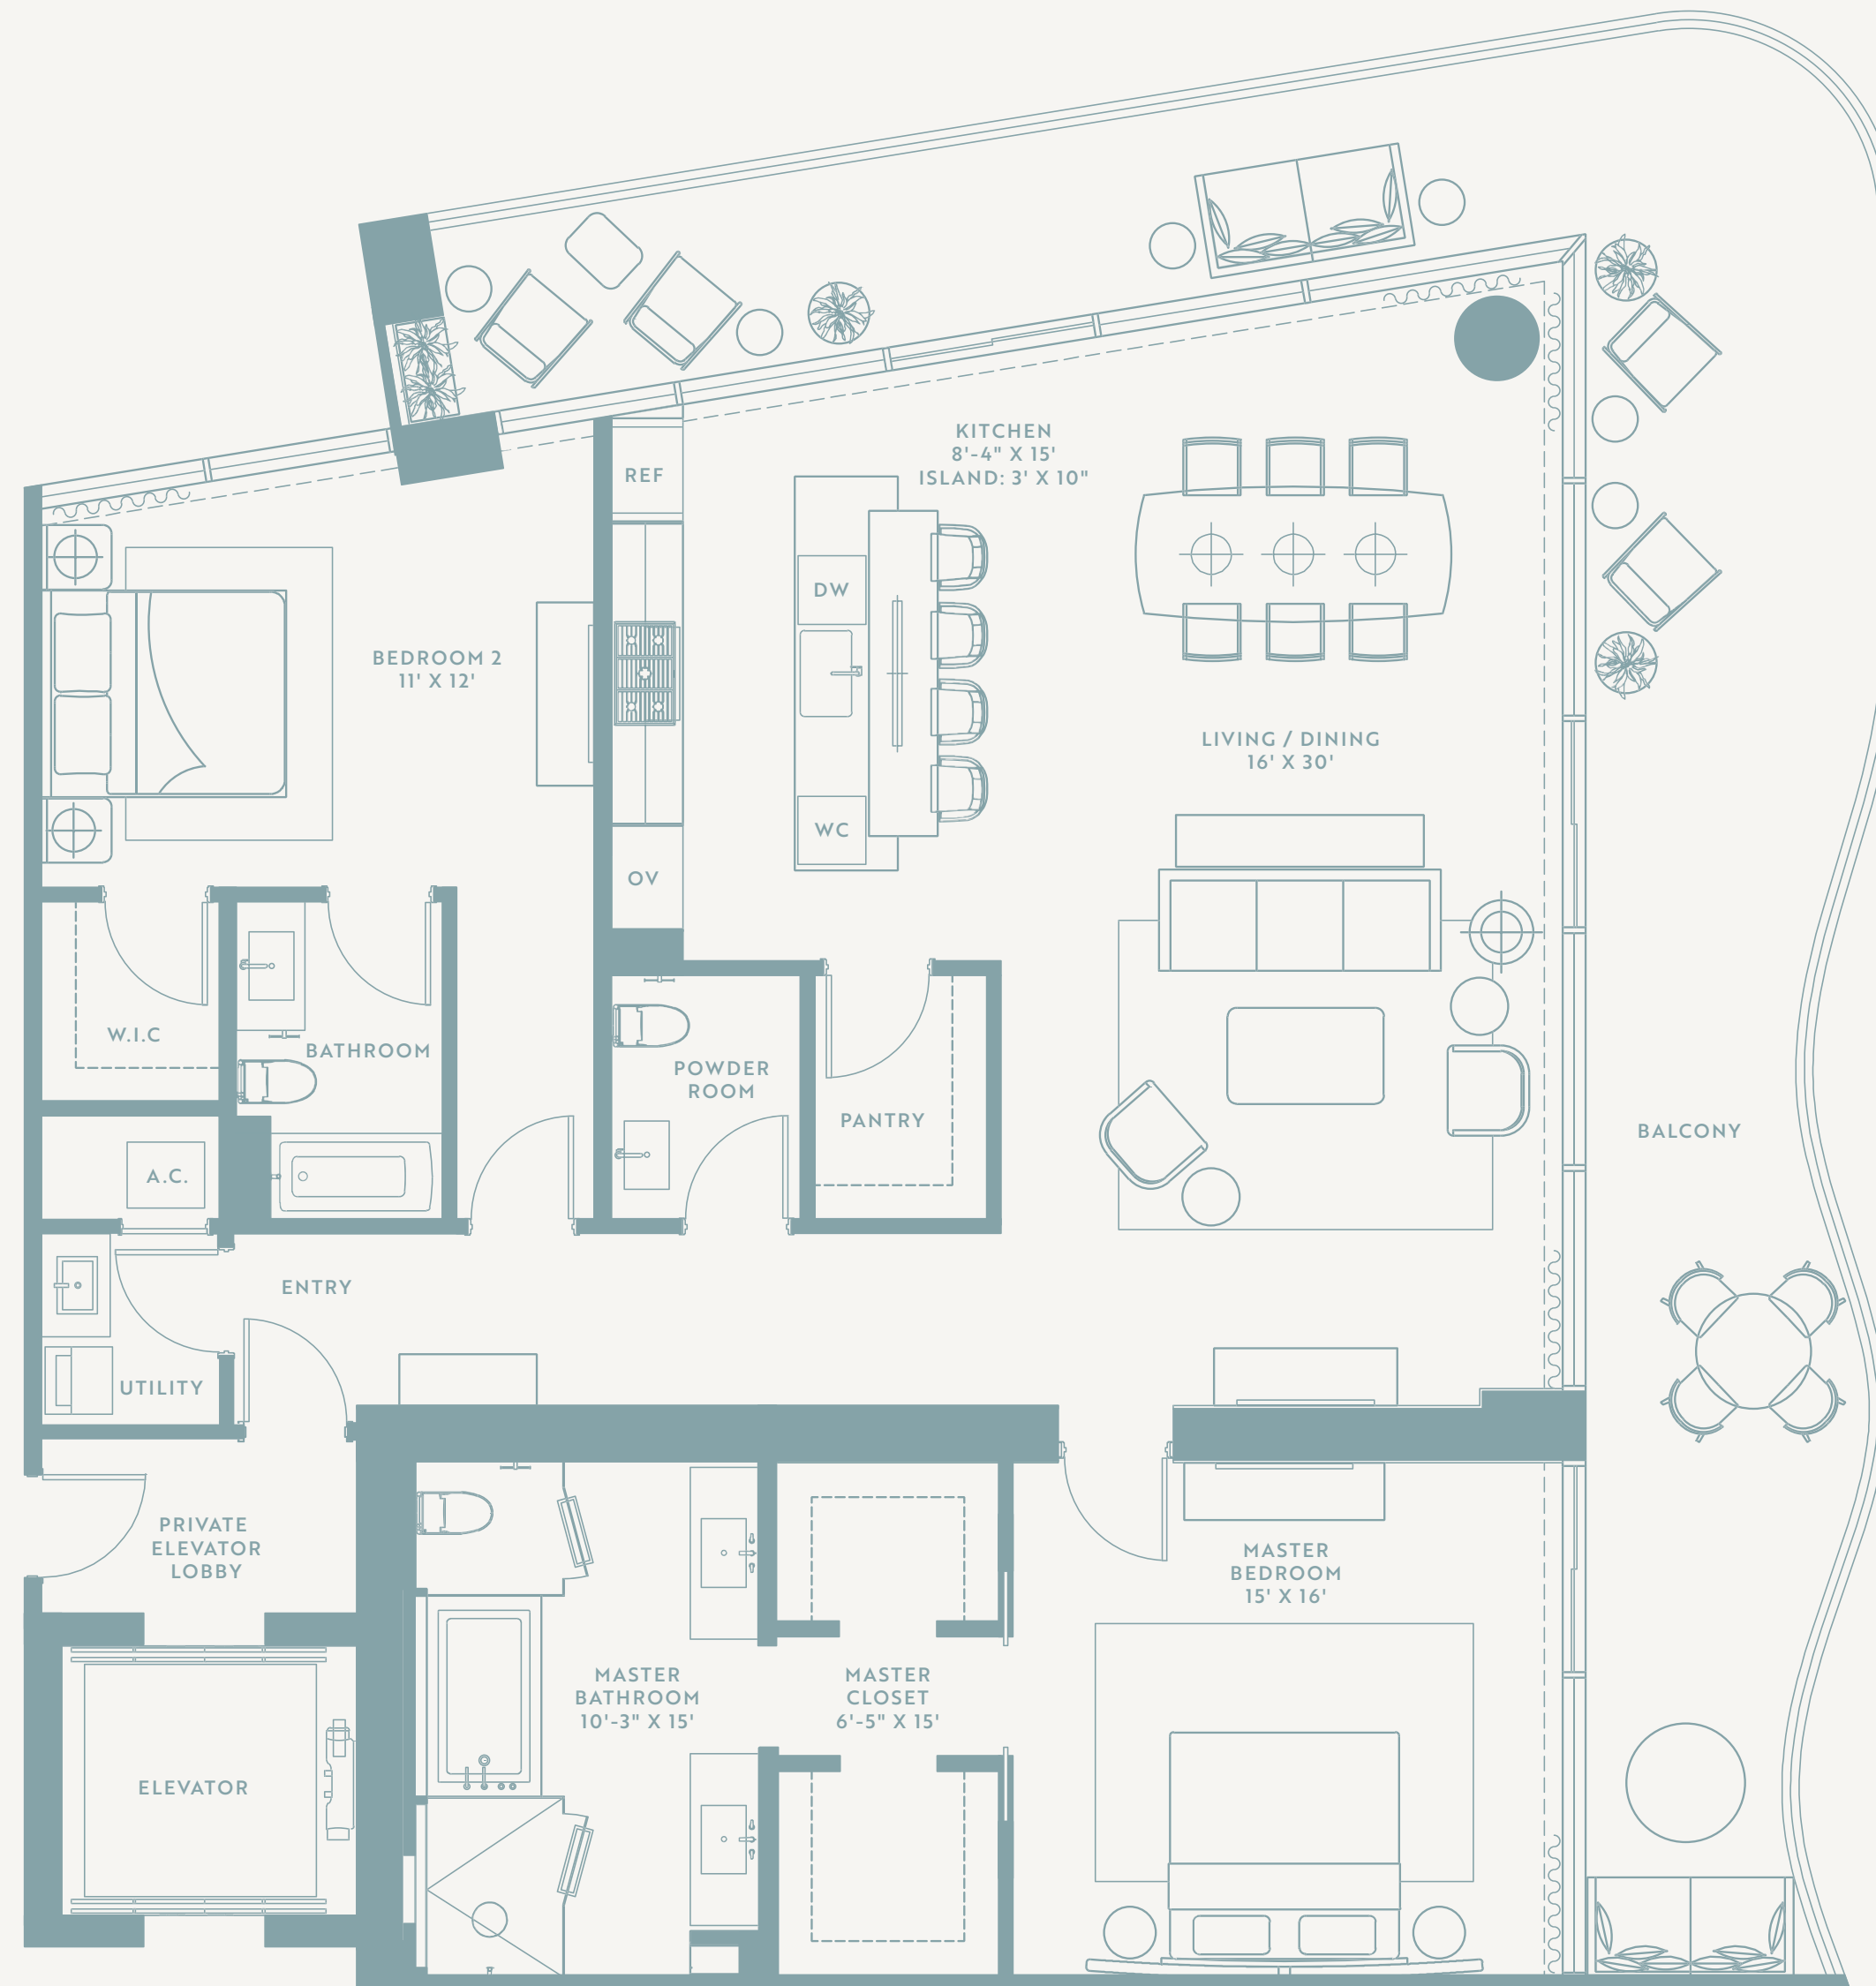 KITCHEN
8'-4" X 15'
ISLAND: 3' X 10"
REF
DW
BEDROOM 2
11' X 12'
LIVING / DINING
16' X 30'
WC
OV
W.I.C
BATHROOM
POWDER
ROOM
PANTRY
BALCONY
A.C.
ENTRY
UTILITY
PRIVATE
ELEVATOR
LOBBY
MASTER
BEDROOM
15' X 16'
MASTER
BATHROOM
10'-3" X 15'
MASTER
CLOSET
6'-5" X 15'
ELEVATOR